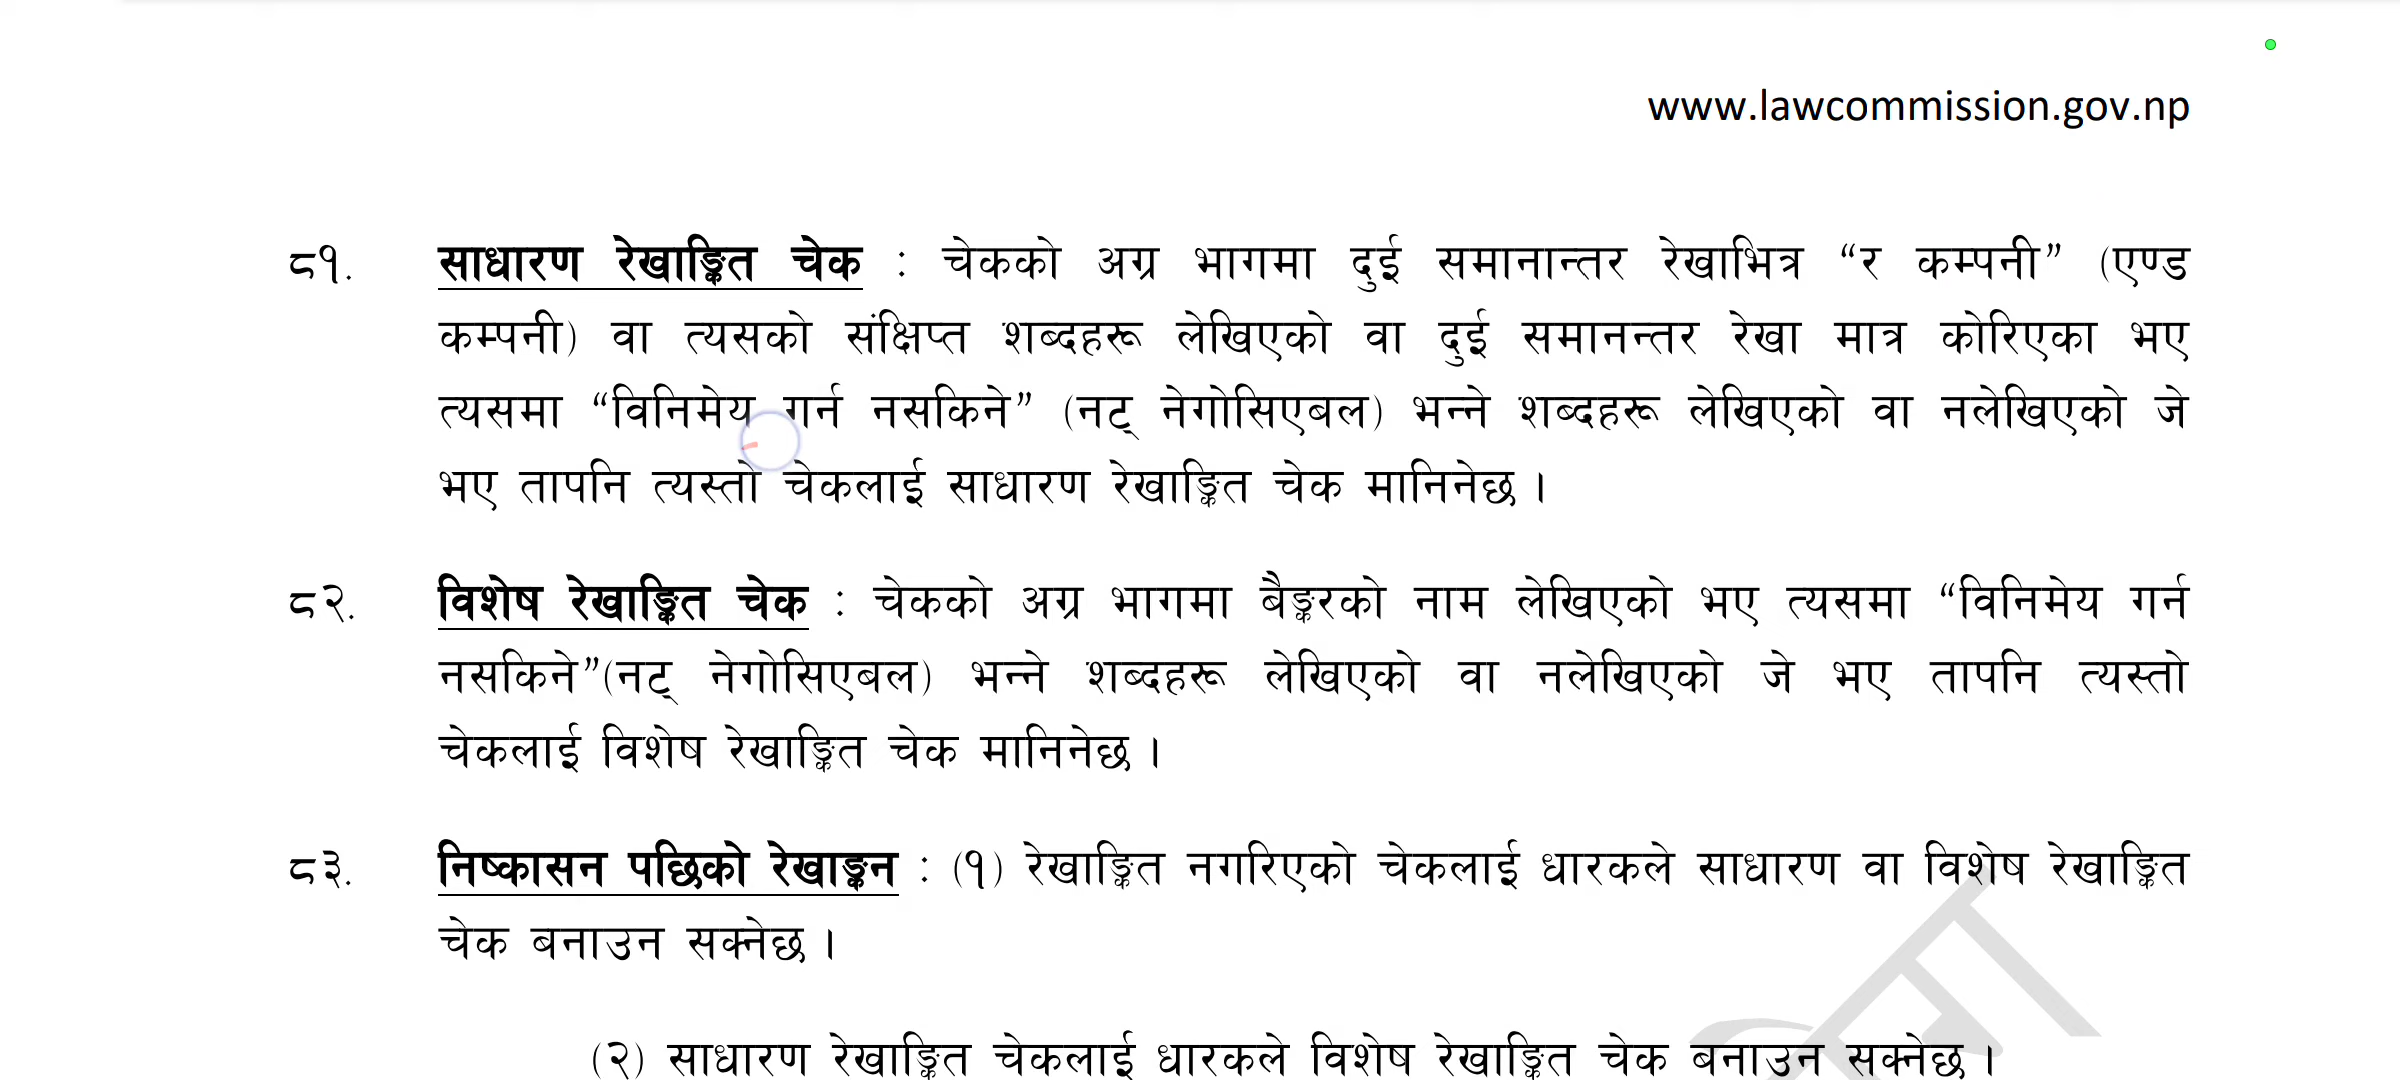 www.lawcommission.gov.np
८१. साधारण रेखाङ्कित चेक : चेकको अग्र भागमा दुई समानान्तर रेखाभित्र “र कम्पनी” (एण्ड
कम्पनी) वा त्यसको संक्षिप्त शब्दहरू लेखिएको वा दुई समानन्तर रेखा मात्र कोरिएका भए
त्यसमा “विनिमेय गर्न नसकिने” (नट् नेगोसिएबल) भन्ने शब्दहरू लेखिएको वा नलेखिएको जे
भए तापनि त्यस्तो चेकलाई साधारण रेखाङ्कित चेक मानिनेछ ।
८२. विशेष रेखाङ्कित चेक : चेकको अग्र भागमा बैङ्करको नाम लेखिएको भए त्यसमा “विनिमेय गर्न
नसकिने”(नट् नेगोसिएबल) भन्ने शब्दहरू लेखिएको वा नलेखिएको जे भए तापनि त्यस्तो
चेकलाई विशेष रेखाङ्कित चेक मानिनेछ ।
८३. निष्कासन पछिको रेखाङ्कन : (१) रेखाङ्कित नगरिएको चेकलाई धारकले साधारण वा विशेष रेखाङ्कित
चेक बनाउन सक्नेछ ।
(२) साधारण रेखाङ्कित चेकलाई धारकले विशेष रेखाङ्कित चेक बनाउन सक्नेछ ।